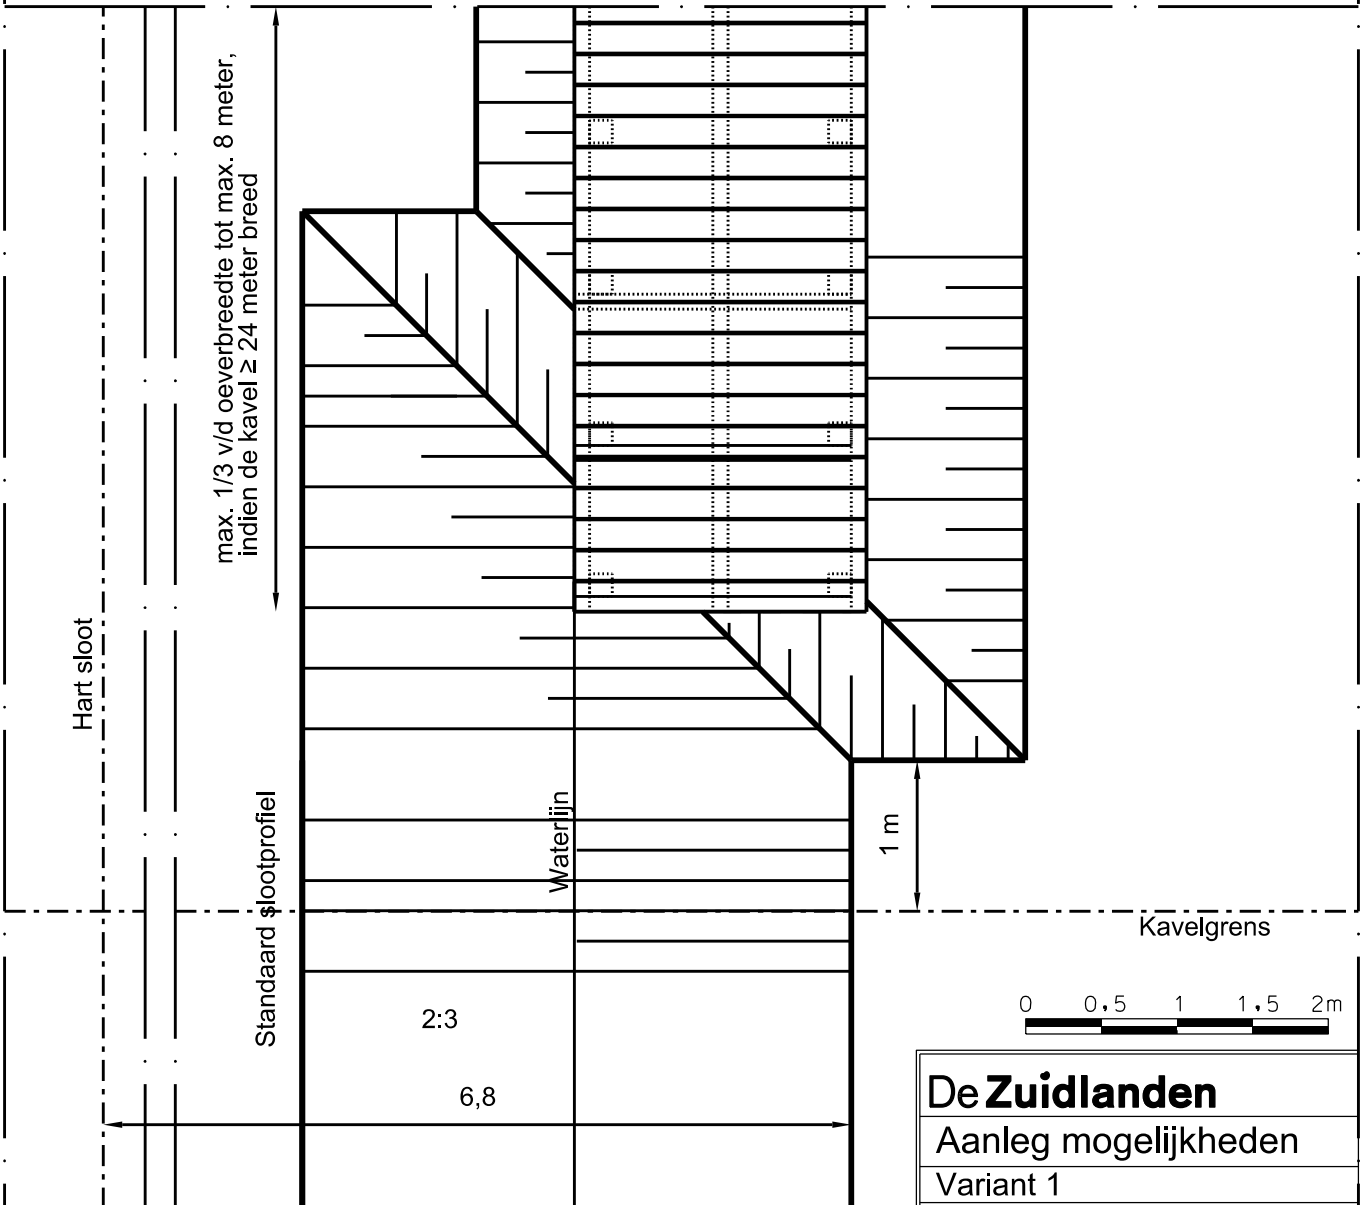 max. 1/3 v/d oeverbreedte tot max. 8 meter,
indien de kavel ≥ 24 meter breed
Hart sloot
Standaard slootprofiel
Waterlijn
1 m
Kavelgrens
2:3
6,8
0 0,5 1 1,5 2m
De Zuidlanden
Aanleg mogelijkheden
Variant 1